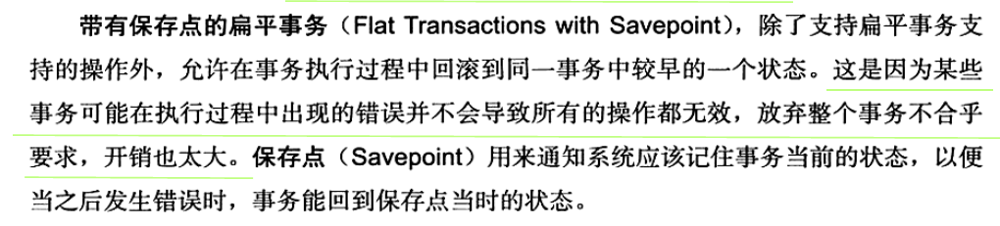 带有保存点的扁平事务（Flat Transactions with Savepoint），除了支持扁平事务支
持的操作外，允许在事务执行过程中回滚到同一事务中较早的一个状态。这是因为某些
事务可能在执行过程中出现的错误并不会导致所有的操作都无效，放弃整个事务不合乎
要求，开销也太大。保存点（Savepoint）用来通知系统应该记住事务当前的状态，以便
当之后发生错误时，事务能回到保存点当时的状态。